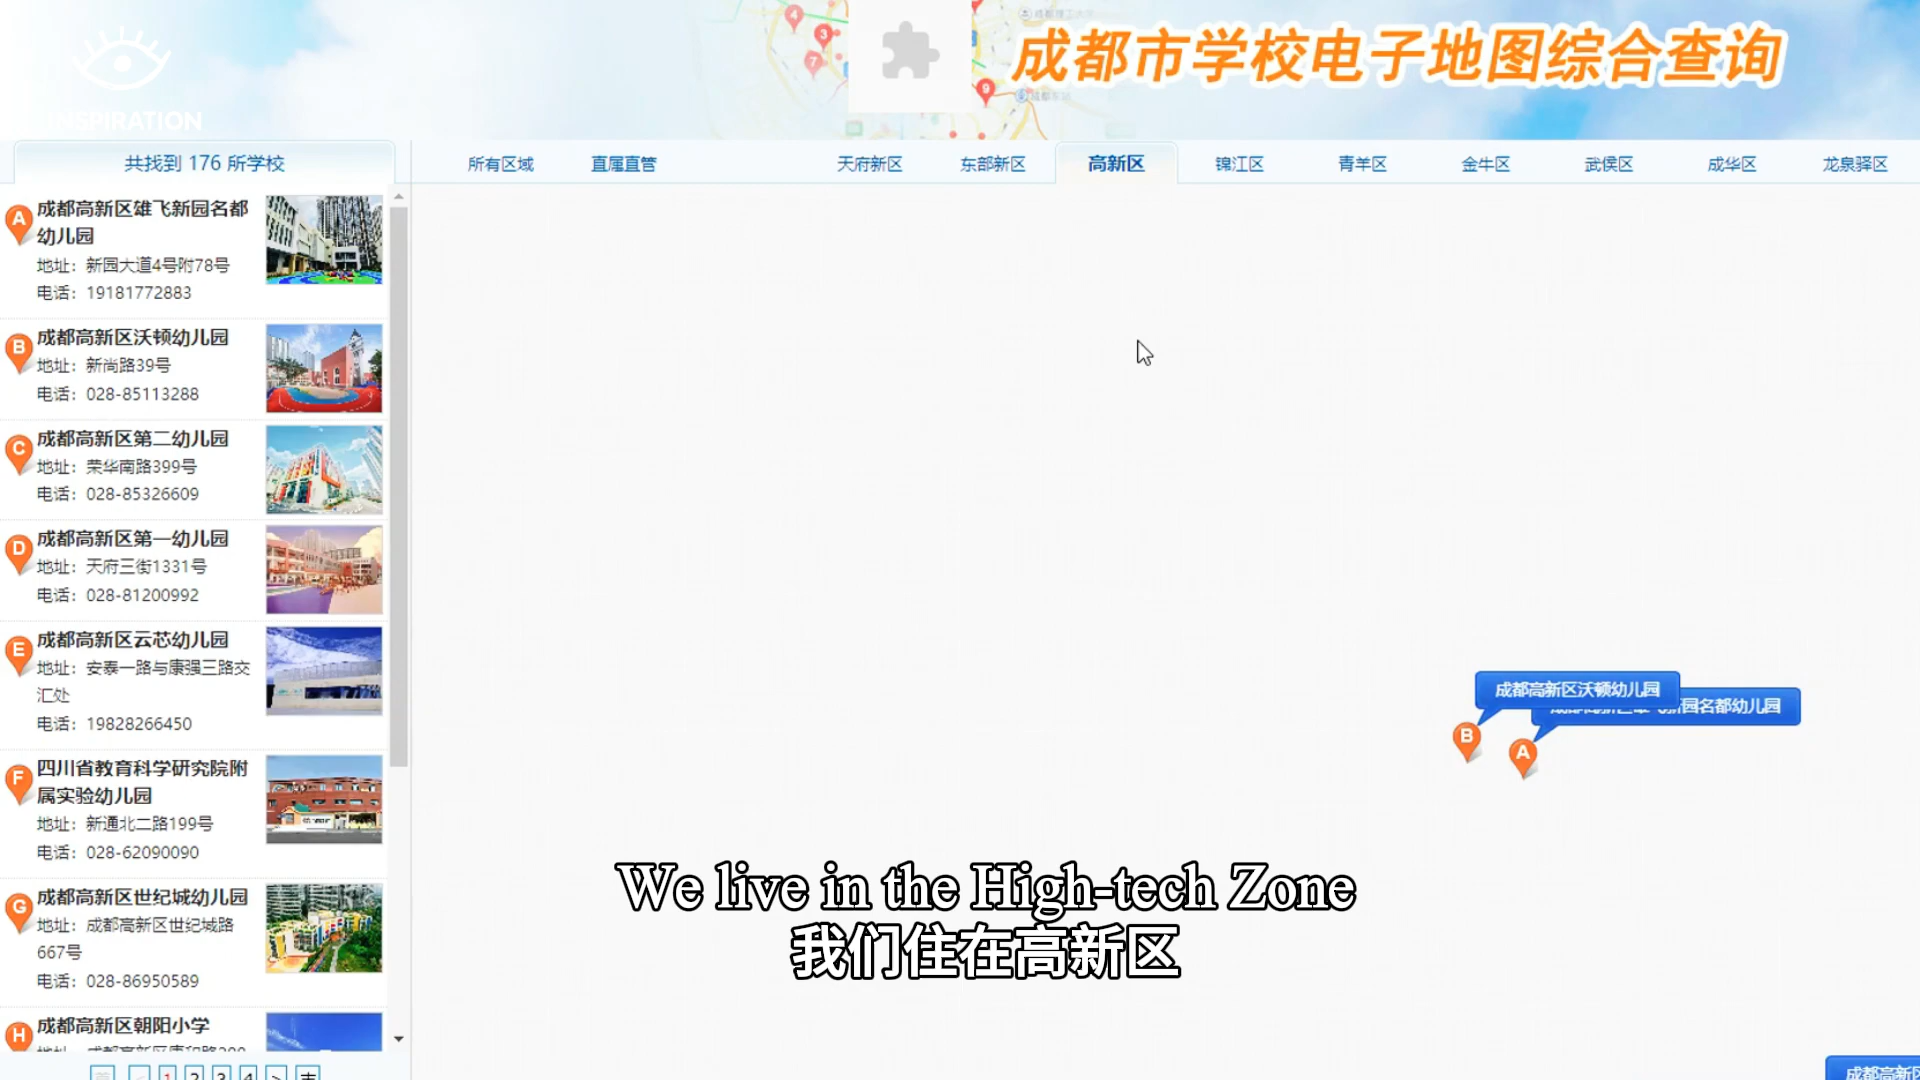 INSPIRATION
成都市学校电子地图综合查询
共找到 176 所学校
所有区域
直属直管
天府新区
东部新区
高新区
锦江区
青羊区
金牛区
武侯区
成华区
龙泉驿区
A
成都高新区雄飞新园名都
幼儿园
地址：新园大道4号附78号
电话：19181772883
B
成都高新区沃顿幼儿园
地址：新尚路39号
电话：028-85113288
C
成都高新区第二幼儿园
地址：荣华南路399号
电话：028-85326609
D
成都高新区第一幼儿园
地址：天府三街1331号
电话：028-81200992
E
成都高新区云芯幼儿园
地址：安泰一路与康强三路交
汇处
电话：19828266450
F
四川省教育科学研究院附
属实验幼儿园
地址：新通北二路199号
电话：028-62090090
G
成都高新区世纪城幼儿园
地址：成都高新区世纪城路
667号
电话：028-86950589
H
成都高新区朝阳小学
1 2 3 4 >
成都高新区沃顿幼儿园
新园名都幼儿园
B
A
We live in the High-tech Zone
我们住在高新区
成都高新区